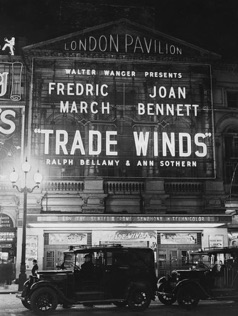 LONDON PAVILION
WALTER WANGER PRESENTS
FREDRIC JOAN
MARCH BENNETT
"TRADE WINDS"
RALPH BELLAMY & ANN SOTHERN